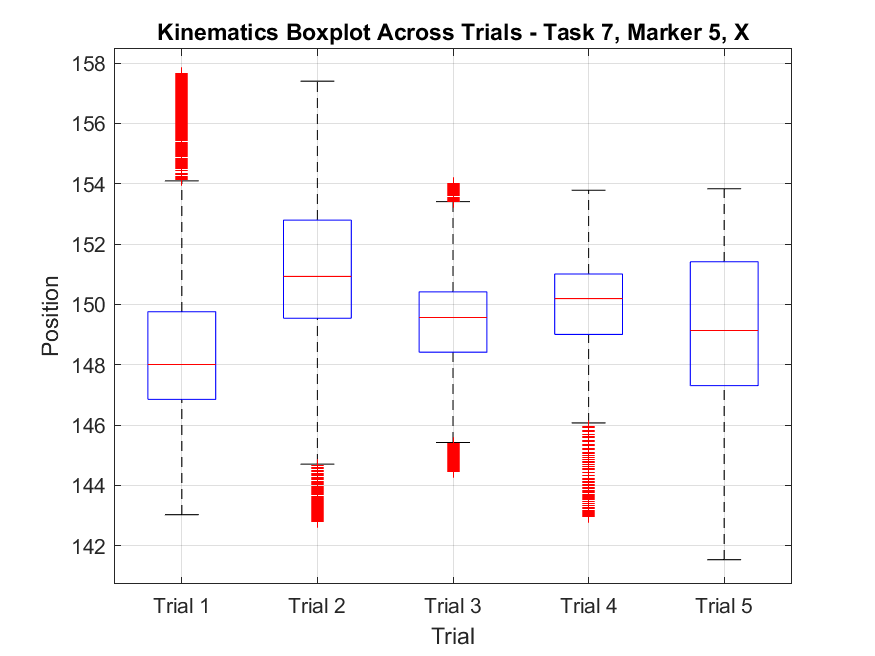 Kinematics Boxplot Across Trials - Task 7, Marker 5, X
158
156
154
152
150
148
146
144
142
Position
Trial 1 Trial 2 Trial 3 Trial 4 Trial 5
Trial